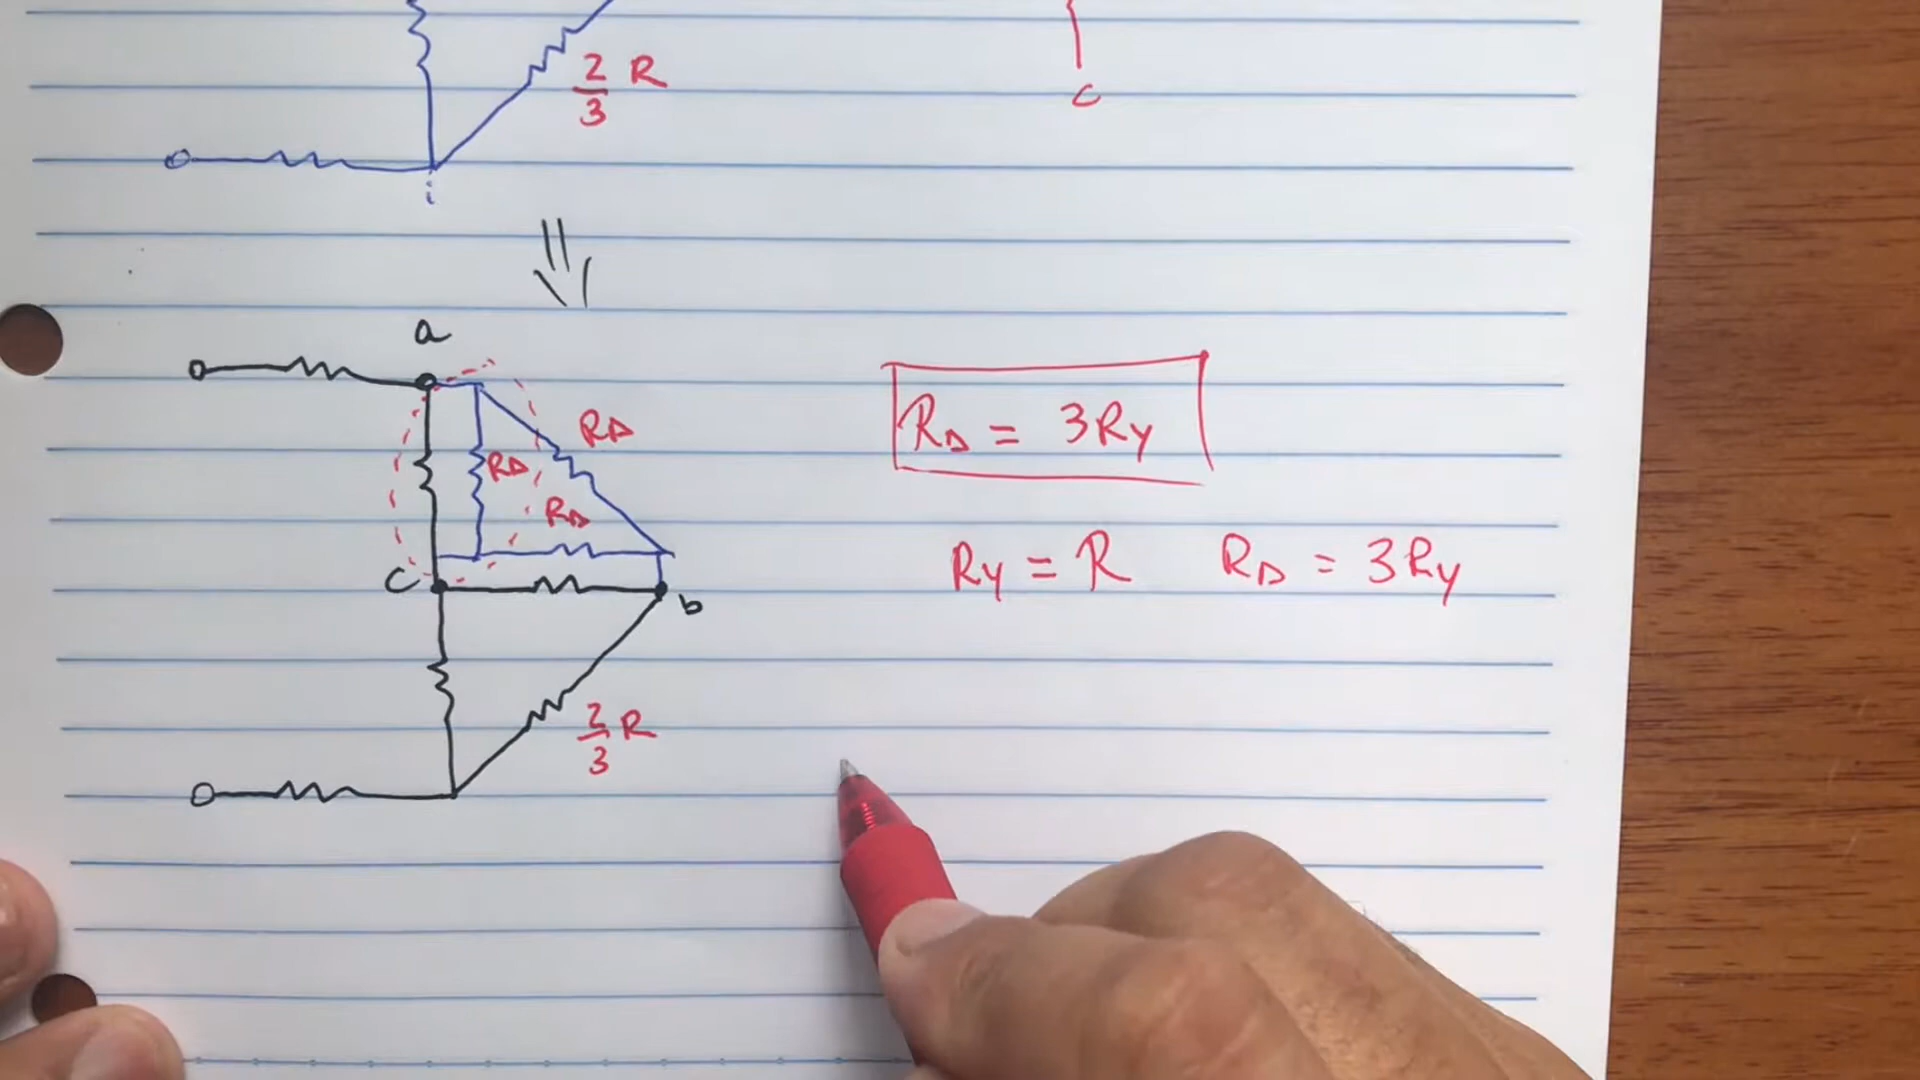 2/3 R
c
i
a
RΔ
RΔ = 3RY
RΔ
RΔ
RY = R RΔ = 3RY
c
b
2/3 R